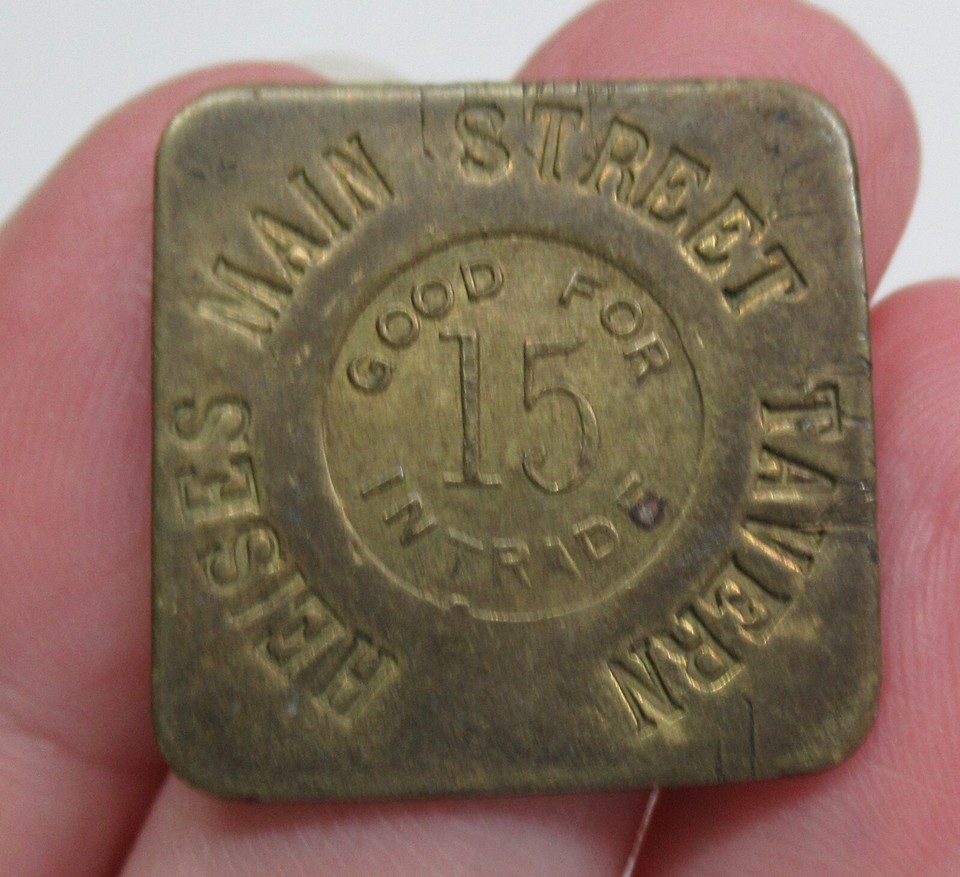 HEISES MAIN STREET TAVERN
GOOD FOR
15
IN TRADE